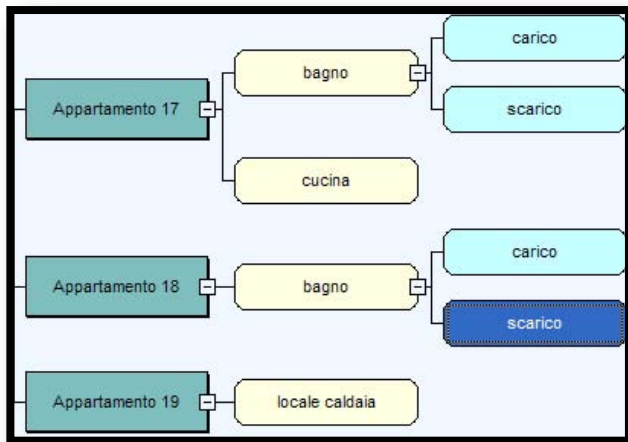 Appartamento 17
bagno
carico
scarico
cucina
Appartamento 18
bagno
carico
scarico
Appartamento 19
locale caldaia